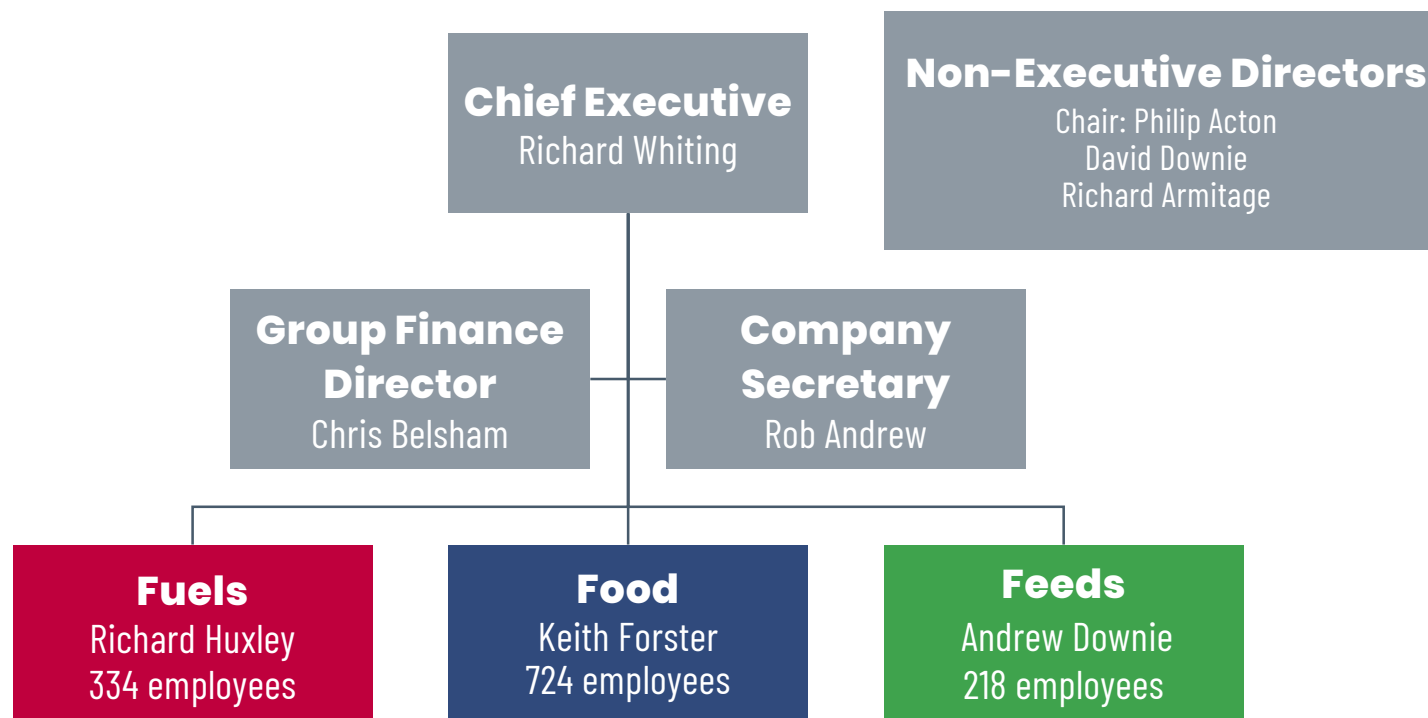 Chief Executive
Richard Whiting
Non-Executive Directors
Chair: Philip Acton
David Downie
Richard Armitage
Group Finance
Director
Chris Belsham
Company
Secretary
Rob Andrew
Fuels
Richard Huxley
334 employees
Food
Keith Forster
724 employees
Feeds
Andrew Downie
218 employees